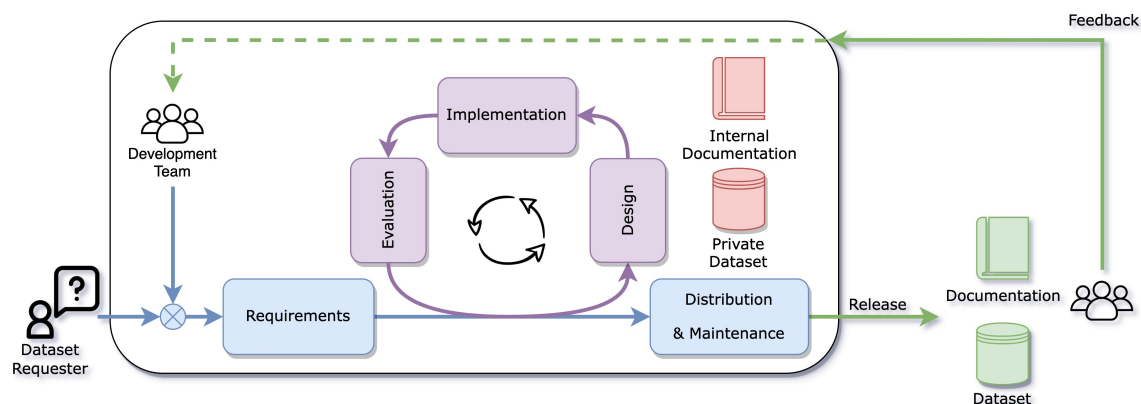 Feedback
Implementation
Internal
Documentation
Development
Team
Evaluation
Design
Private
Dataset
?
Dataset
Requester
Requirements
Distribution
& Maintenance
Release
Documentation
Dataset